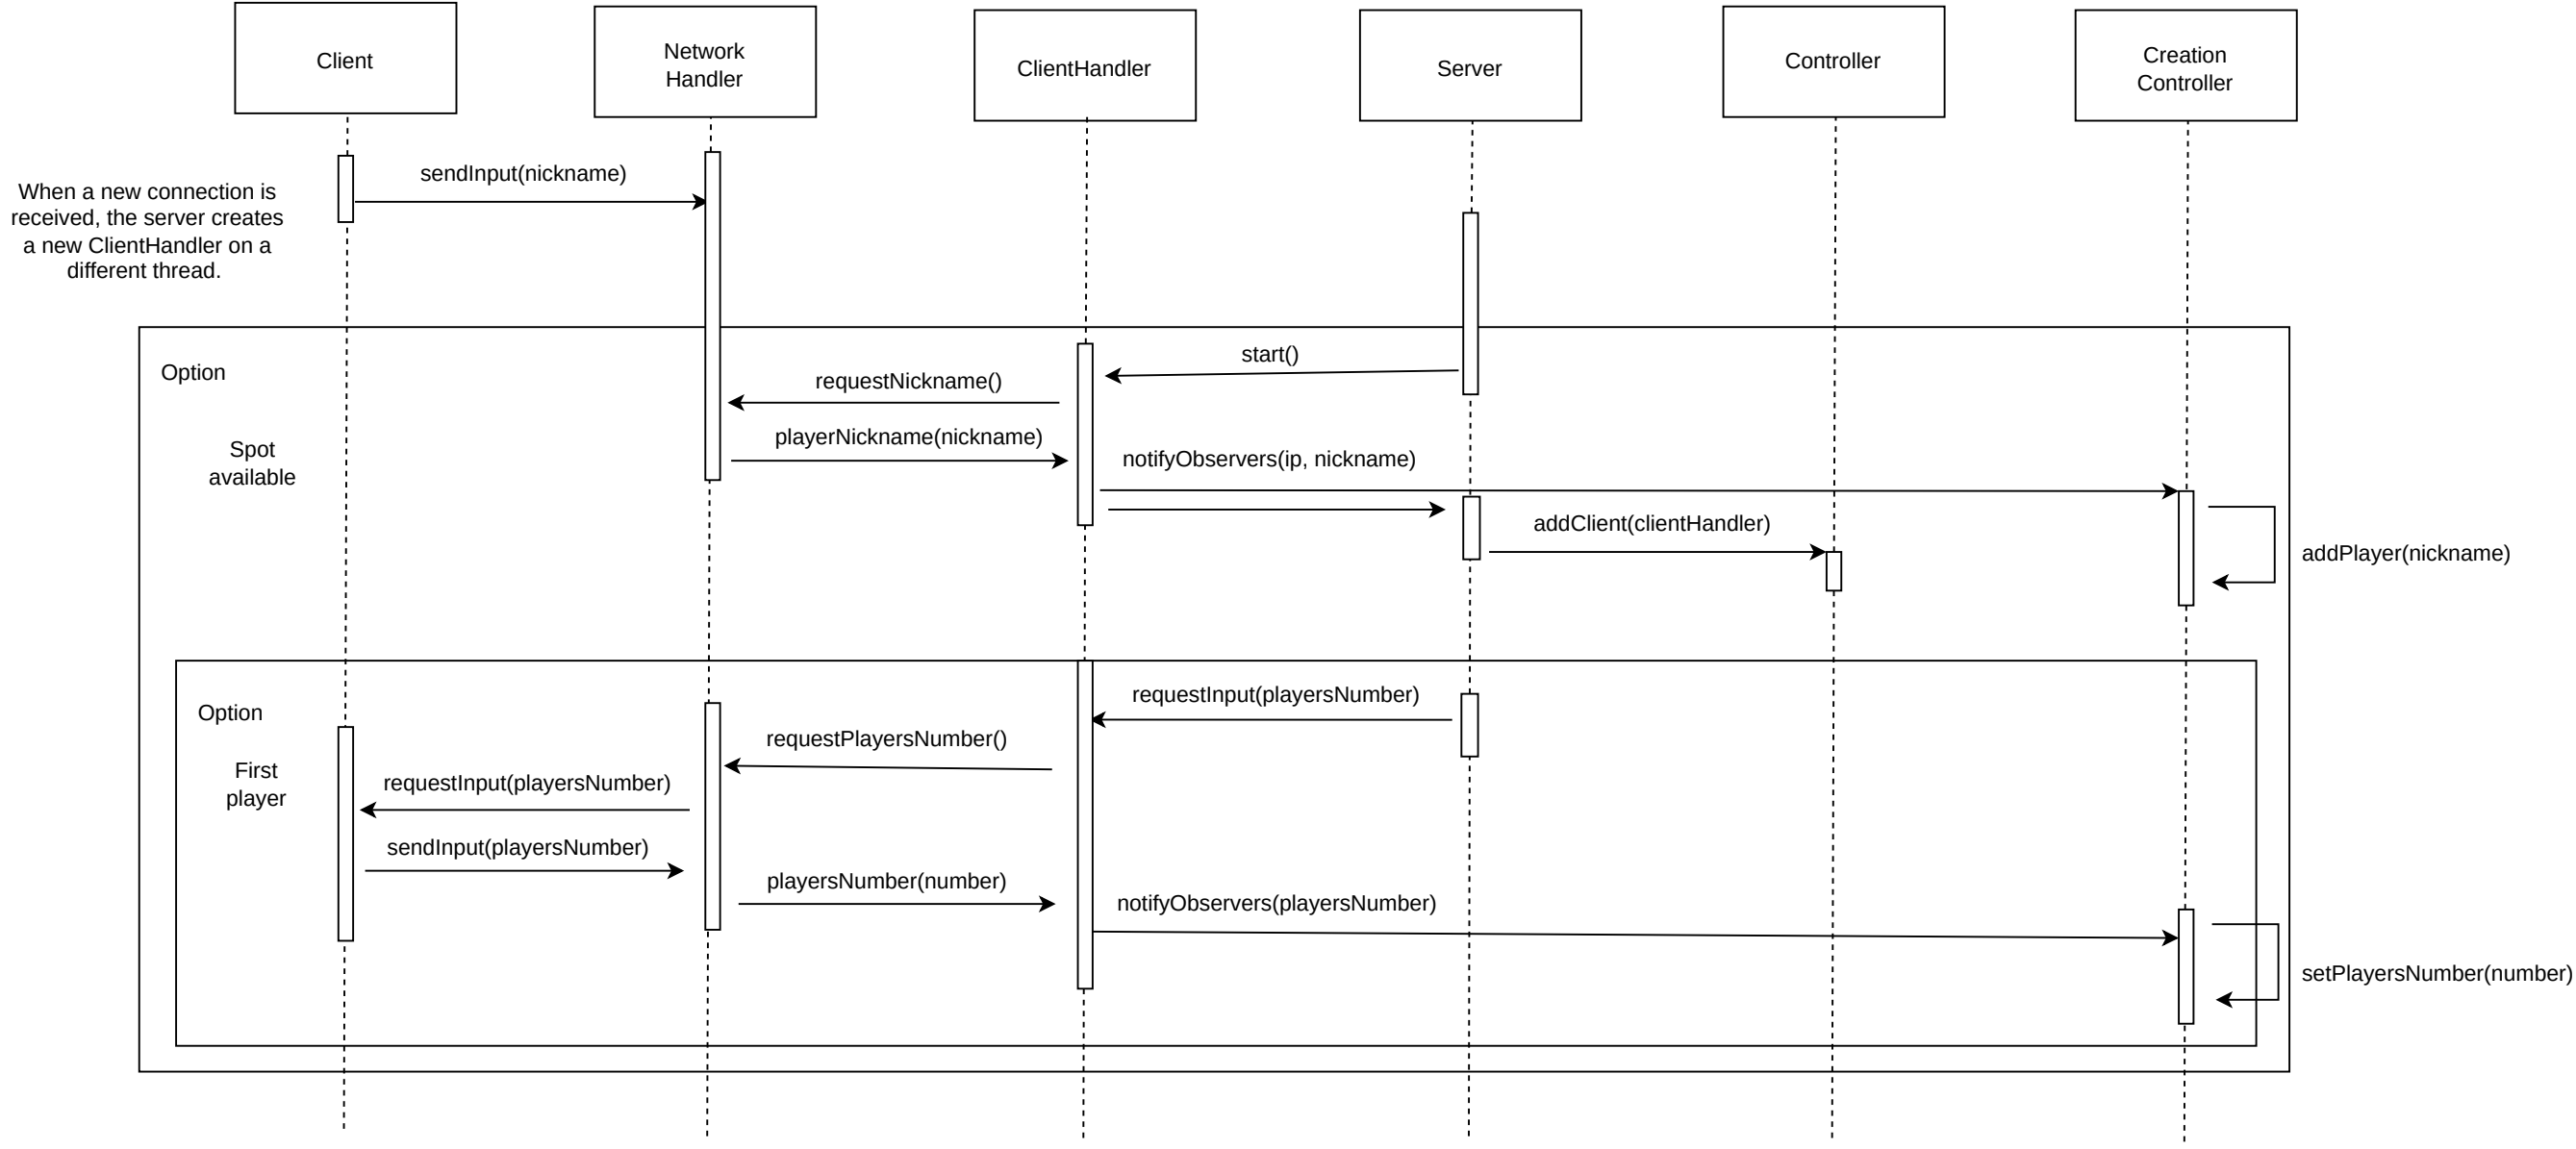 Client
Network
Handler
ClientHandler
Server
Controller
Creation
Controller
sendInput(nickname)
When a new connection is
received, the server creates
a new ClientHandler on a
different thread.
Option
start()
requestNickname()
Spot
available
playerNickname(nickname)
notifyObservers(ip, nickname)
addClient(clientHandler)
addPlayer(nickname)
Option
requestInput(playersNumber)
requestPlayersNumber()
First
player
requestInput(playersNumber)
sendInput(playersNumber)
playersNumber(number)
notifyObservers(playersNumber)
setPlayersNumber(number)